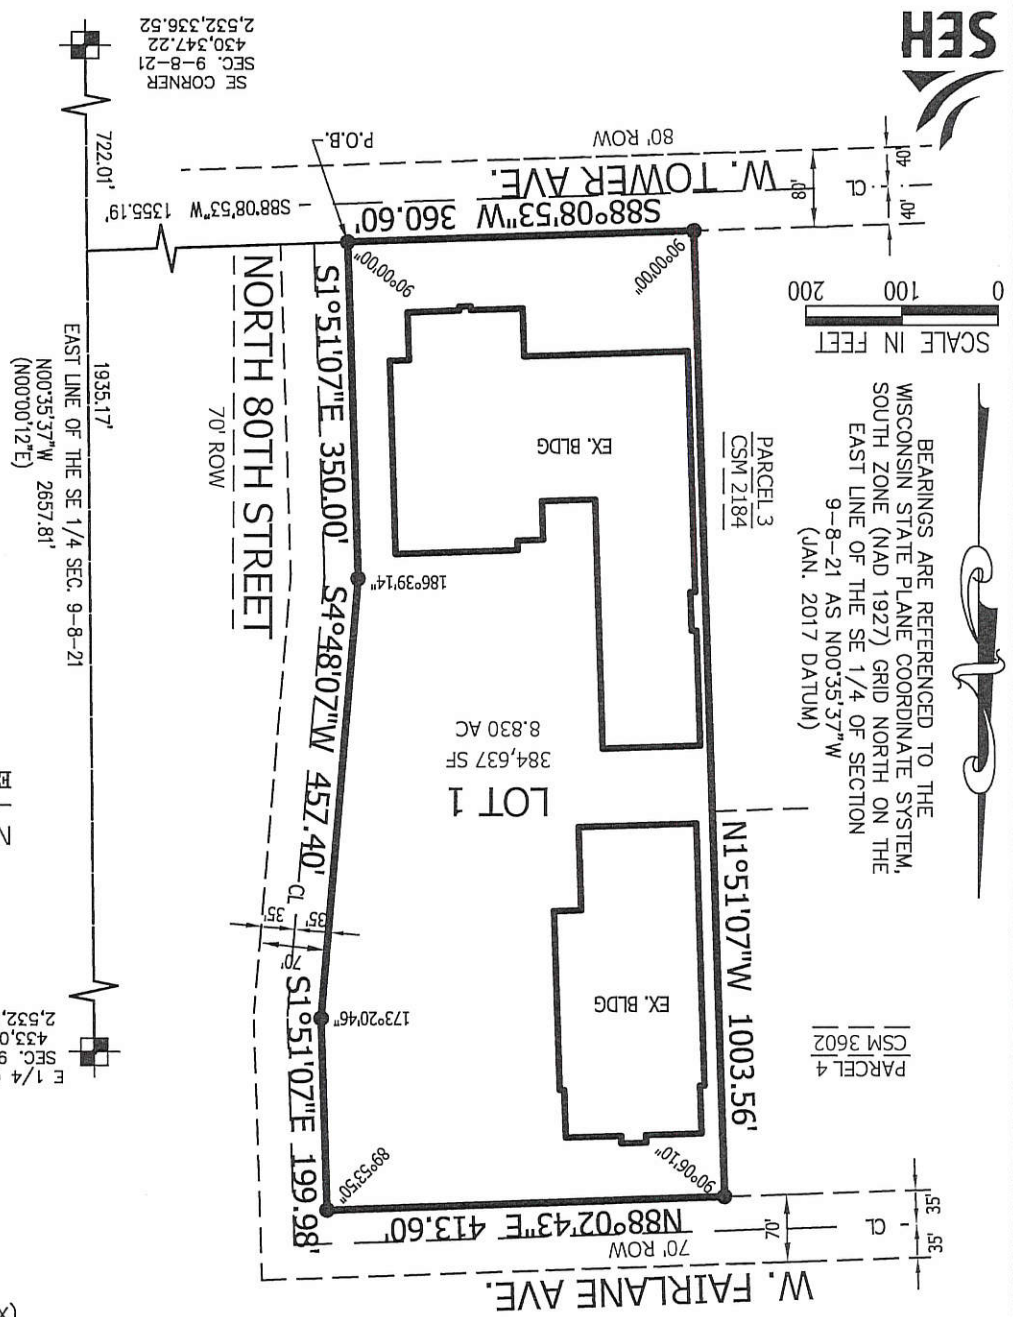 W. FAIRLANE AVE.
70' ROW
N88°02'43"E 413.60'
70'
35'
CL
35'
90°06'10"
89°53'50"
S1°51'07"E 199.98'
PARCEL 4
CSM 3602
EX. BLDG
173°20'46"
70'
35'
35'
CL
E 1/4
SEC. 9
433,0
2,532,
N1°51'07"W 1003.56'
LOT 1
384,637 SF
8.830 AC
S4°48'07"W 457.40'
186°39'14"
PARCEL 3
CSM 2184
EX. BLDG
S1°51'07"E 350.00'
NORTH 80TH STREET
70' ROW
EAST LINE OF THE SE 1/4 SEC. 9-8-21
N00°35'37"W 2657.81'
(N00°00'12"E)
1935.17'
722.01'
BEARINGS ARE REFERENCED TO THE
WISCONSIN STATE PLANE COORDINATE SYSTEM,
SOUTH ZONE (NAD 1927) GRID NORTH ON THE
EAST LINE OF THE SE 1/4 OF SECTION
9-8-21 AS N00°35'37"W
(JAN. 2017 DATUM)
SCALE IN FEET
0 100 200
90°00'00"
90°00'00"
S88°08'53"W 360.60'
S88°08'53"W 1355.19'
W. TOWER AVE.
80' ROW
80'
40'
CL
40'
P.O.B.
SE CORNER
SEC. 9-8-21
430,347.22
2,532,336.52
SEH
N
E
(X